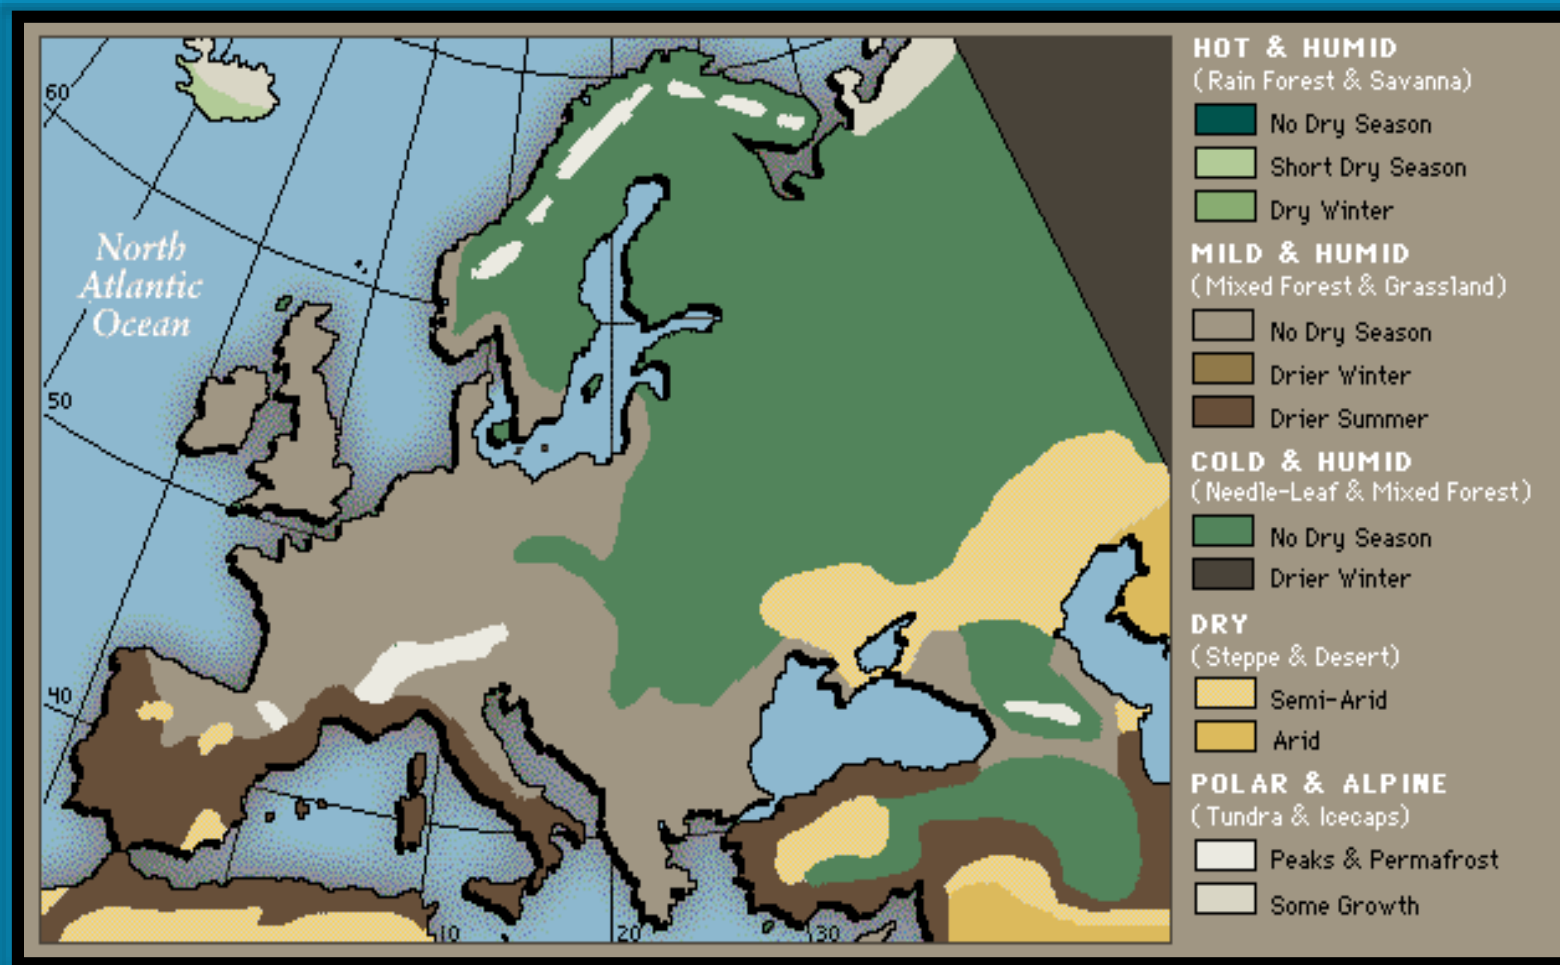 60
North
Atlantic
Ocean
50
40
10
20
30
HOT & HUMID
(Rain Forest & Savanna)
No Dry Season
Short Dry Season
Dry Winter
MILD & HUMID
(Mixed Forest & Grassland)
No Dry Season
Drier Winter
Drier Summer
COLD & HUMID
(Needle-Leaf & Mixed Forest)
No Dry Season
Drier Winter
DRY
(Steppe & Desert)
Semi-Arid
Arid
POLAR & ALPINE
(Tundra & Icecaps)
Peaks & Permafrost
Some Growth